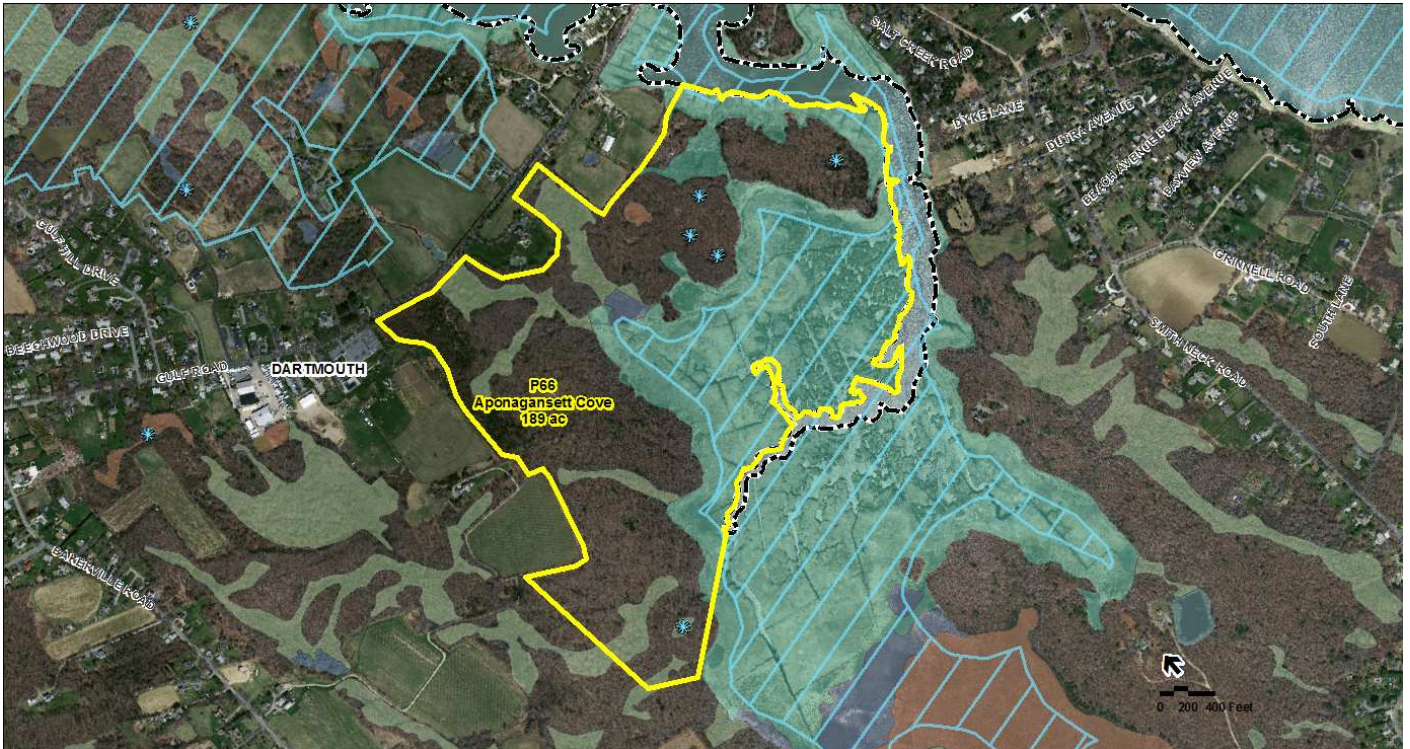 SALT CREEK ROAD
DYKE LANE
DUTRA AVENUE
BEACH AVENUE BEACH AVENUE
BAYVIEW AVENUE
GULF HILL DRIVE
GRINNELL ROAD
SOUTH LANE
BEECHWOOD DRIVE
GULF ROAD
DARTMOUTH
SMITH NECK ROAD
P66
Aponagansett Cove
189 ac
BAKERVILLE ROAD
0 200 400 Feet